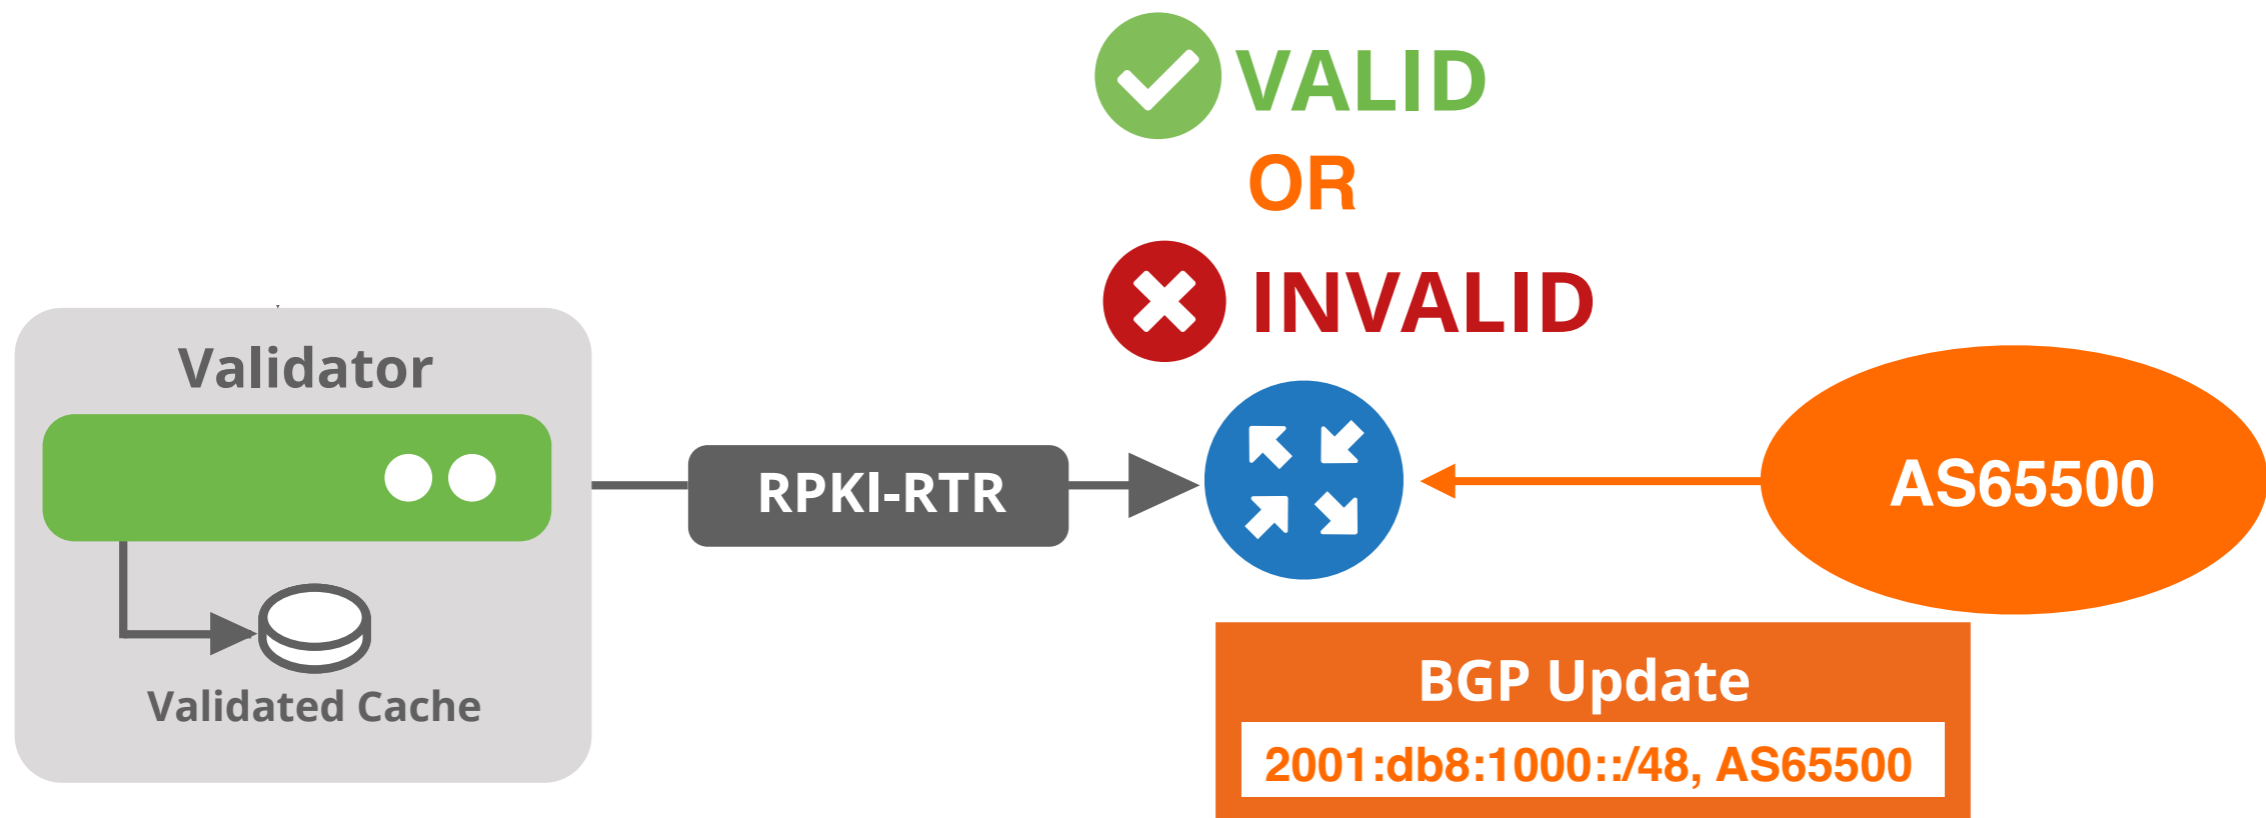 VALID
OR
INVALID
Validator
RPKI-RTR
AS65500
Validated Cache
BGP Update
2001:db8:1000::/48, AS65500